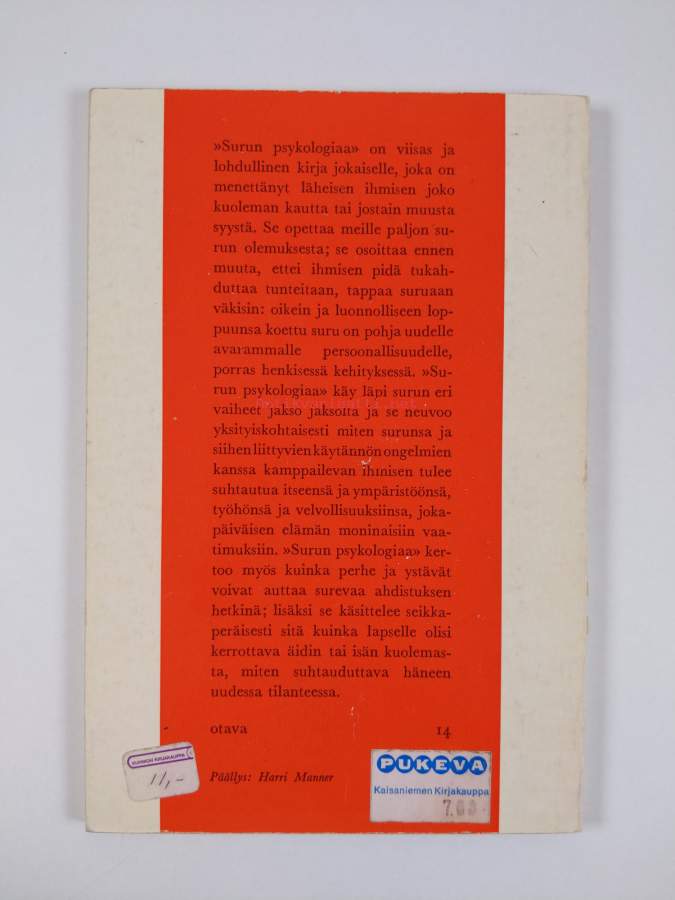 »Surun psykologiaa» on viisas ja
lohdullinen kirja jokaiselle, joka on
menettänyt läheisen ihmisen joko
kuoleman kautta tai jostain muusta
syystä. Se opettaa meille paljon su-
run olemuksesta; se osoittaa ennen
muuta, ettei ihmisen pidä tukah-
duttaa tunteitaan, tappaa suruaan
väkisin: oikein ja luonnolliseen lop-
puunsa koettu suru on pohja uudelle
avarammalle persoonallisuudelle,
porras henkisessä kehityksessä. »Su-
run psykologiaa» käy läpi surun eri
vaiheet jakso jaksolta ja se neuvoo
yksityiskohtaisesti miten surunsa ja
siihen liittyvien käytännön ongelmien
kanssa kamppailevan ihmisen tulee
suhtautua itseensä ja ympäristöönsä,
työhönsä ja velvollisuuksiinsa, joka-
päiväisen elämän moninaisiin vaa-
timuksiin. »Surun psykologiaa» ker-
too myös kuinka perhe ja ystävät
voivat auttaa surevaa ahdistuksen
hetkinä; lisäksi se käsittelee seikka-
peräisesti sitä kuinka lapselle olisi
kerrottava äidin tai isän kuolemas-
ta, miten suhtauduttava häneen
uudessa tilanteessa.
otava 14
11,-
Päällys: Harri Manner
PUKEVA
Kaisaniemen Kirjakauppa